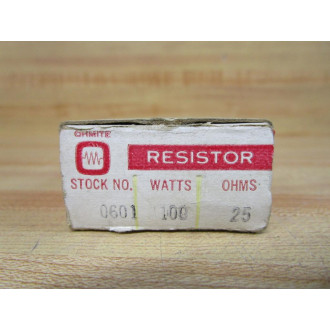 OHMITE
RESISTOR
STOCK NO. WATTS OHMS
0601 100 25